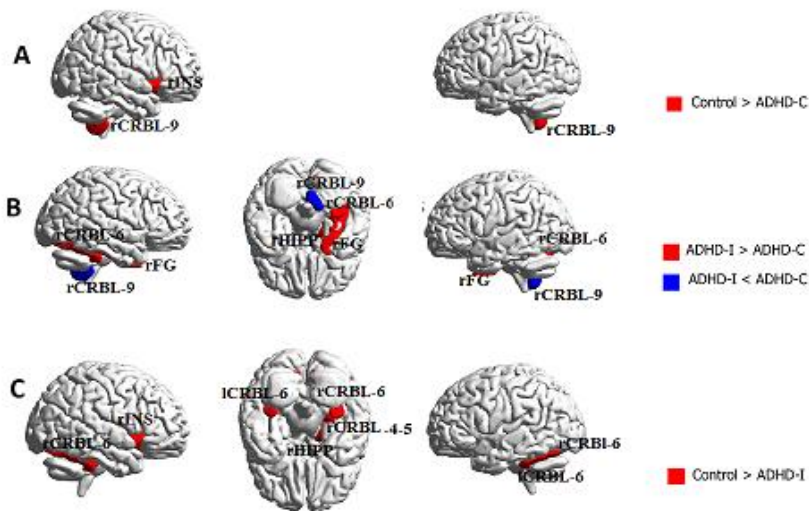 A
rINS
rCRBL-9
rCRBL-9
Control > ADHD-C
B
rCRBL-6
rFG
rCRBL-9
rCRBL-9
rCRBL-6
rHIPP
rFG
rCRBL-6
rFG
rCRBL-9
ADHD-I > ADHD-C
ADHD-I < ADHD-C
C
rINS
rCRBL-6
lCRBL-6
rCRBL-6
rCRBL -4-5
rHIPP
rCRBl-6
lCRBL-6
Control > ADHD-I